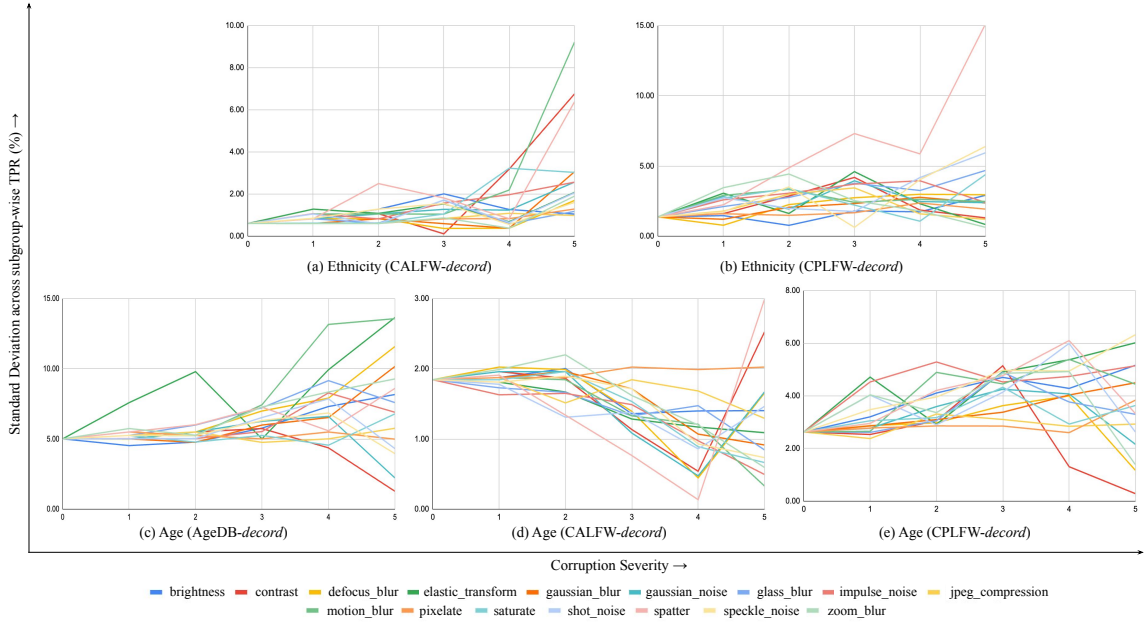 Standard Deviation across subgroup-wise TPR (%) →
10.00
8.00
6.00
4.00
2.00
0.00
0 1 2 3 4 5
(a) Ethnicity (CALFW-decord)
15.00
10.00
5.00
0.00
0 1 2 3 4 5
(b) Ethnicity (CPLFW-decord)
15.00
10.00
5.00
0.00
0 1 2 3 4 5
(c) Age (AgeDB-decord)
3.00
2.00
1.00
0.00
0 1 2 3 4 5
(d) Age (CALFW-decord)
8.00
6.00
4.00
2.00
0.00
0 1 2 3 4 5
(e) Age (CPLFW-decord)
Corruption Severity →
brightness contrast defocus_blur elastic_transform gaussian_blur gaussian_noise glass_blur impulse_noise jpeg_compression
motion_blur pixelate saturate shot_noise spatter speckle_noise zoom_blur